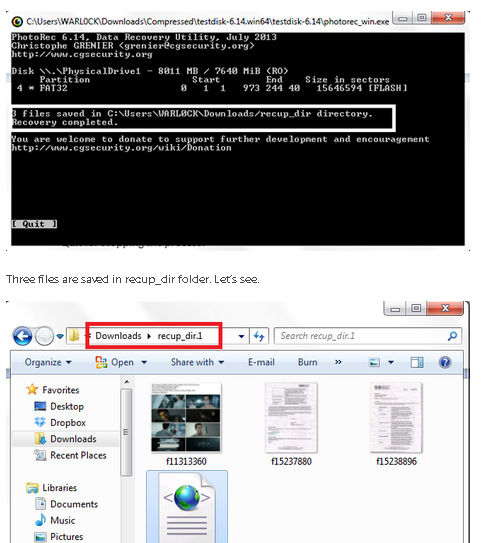 C:\Users\WARL0CK\Downloads\Compressed\testdisk-6.14.win64\testdisk-6.14\photorec_win.exe
PhotoRec 6.14, Data Recovery Utility, July 2013
Christophe GRENIER <grenier@cgsecurity.org>
http://www.cgsecurity.org
Disk \\.\PhysicalDrive1 - 8011 MB / 7640 MiB (RO)
Partition Start End Size in sectors
4 * FAT32 0 1 1 973 244 40 15646594 [FLASH]
3 files saved in C:\Users\WARL0CK\Downloads/recup_dir directory.
Recovery completed.
You are welcome to donate to support further development and encouragement
http://www.cgsecurity.org/wiki/Donation
[ Quit ]
Three files are saved in recup_dir folder. Let's see.
Downloads recup_dir.1
Search recup_dir.1
Organize Open Share with E-mail Burn »
Favorites
Desktop
Dropbox
Downloads
Recent Places
Libraries
Documents
Music
Pictures
f11313360 f15237880 f15238896